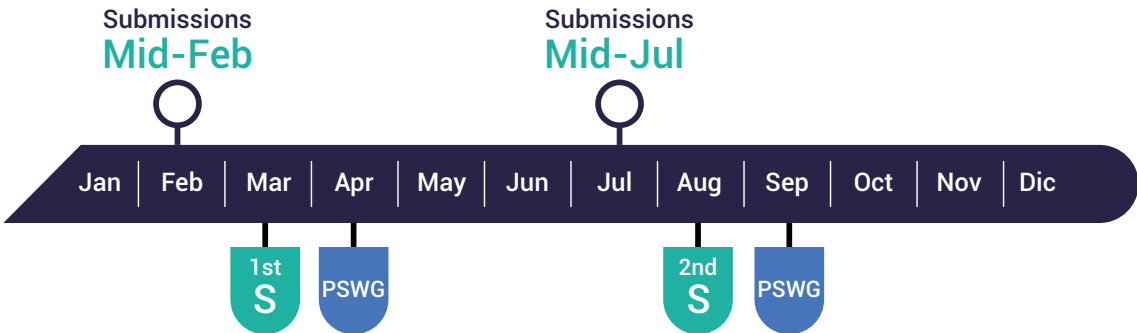 Submissions
Mid-Feb
Submissions
Mid-Jul
Jan Feb Mar Apr May Jun Jul Aug Sep Oct Nov Dic
1st
S
PSWG
2nd
S
PSWG